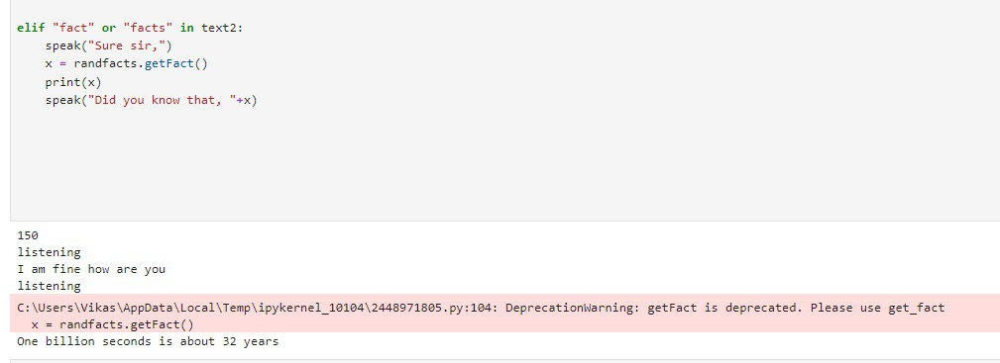 elif "fact" or "facts" in text2:
    speak("Sure sir,")
    x = randfacts.getFact()
    print(x)
    speak("Did you know that, "+x)
150
listening
I am fine how are you
listening
C:\Users\Vikas\AppData\Local\Temp\ipykernel_10104\2448971805.py:104: DeprecationWarning: getFact is deprecated. Please use get_fact
  x = randfacts.getFact()
One billion seconds is about 32 years